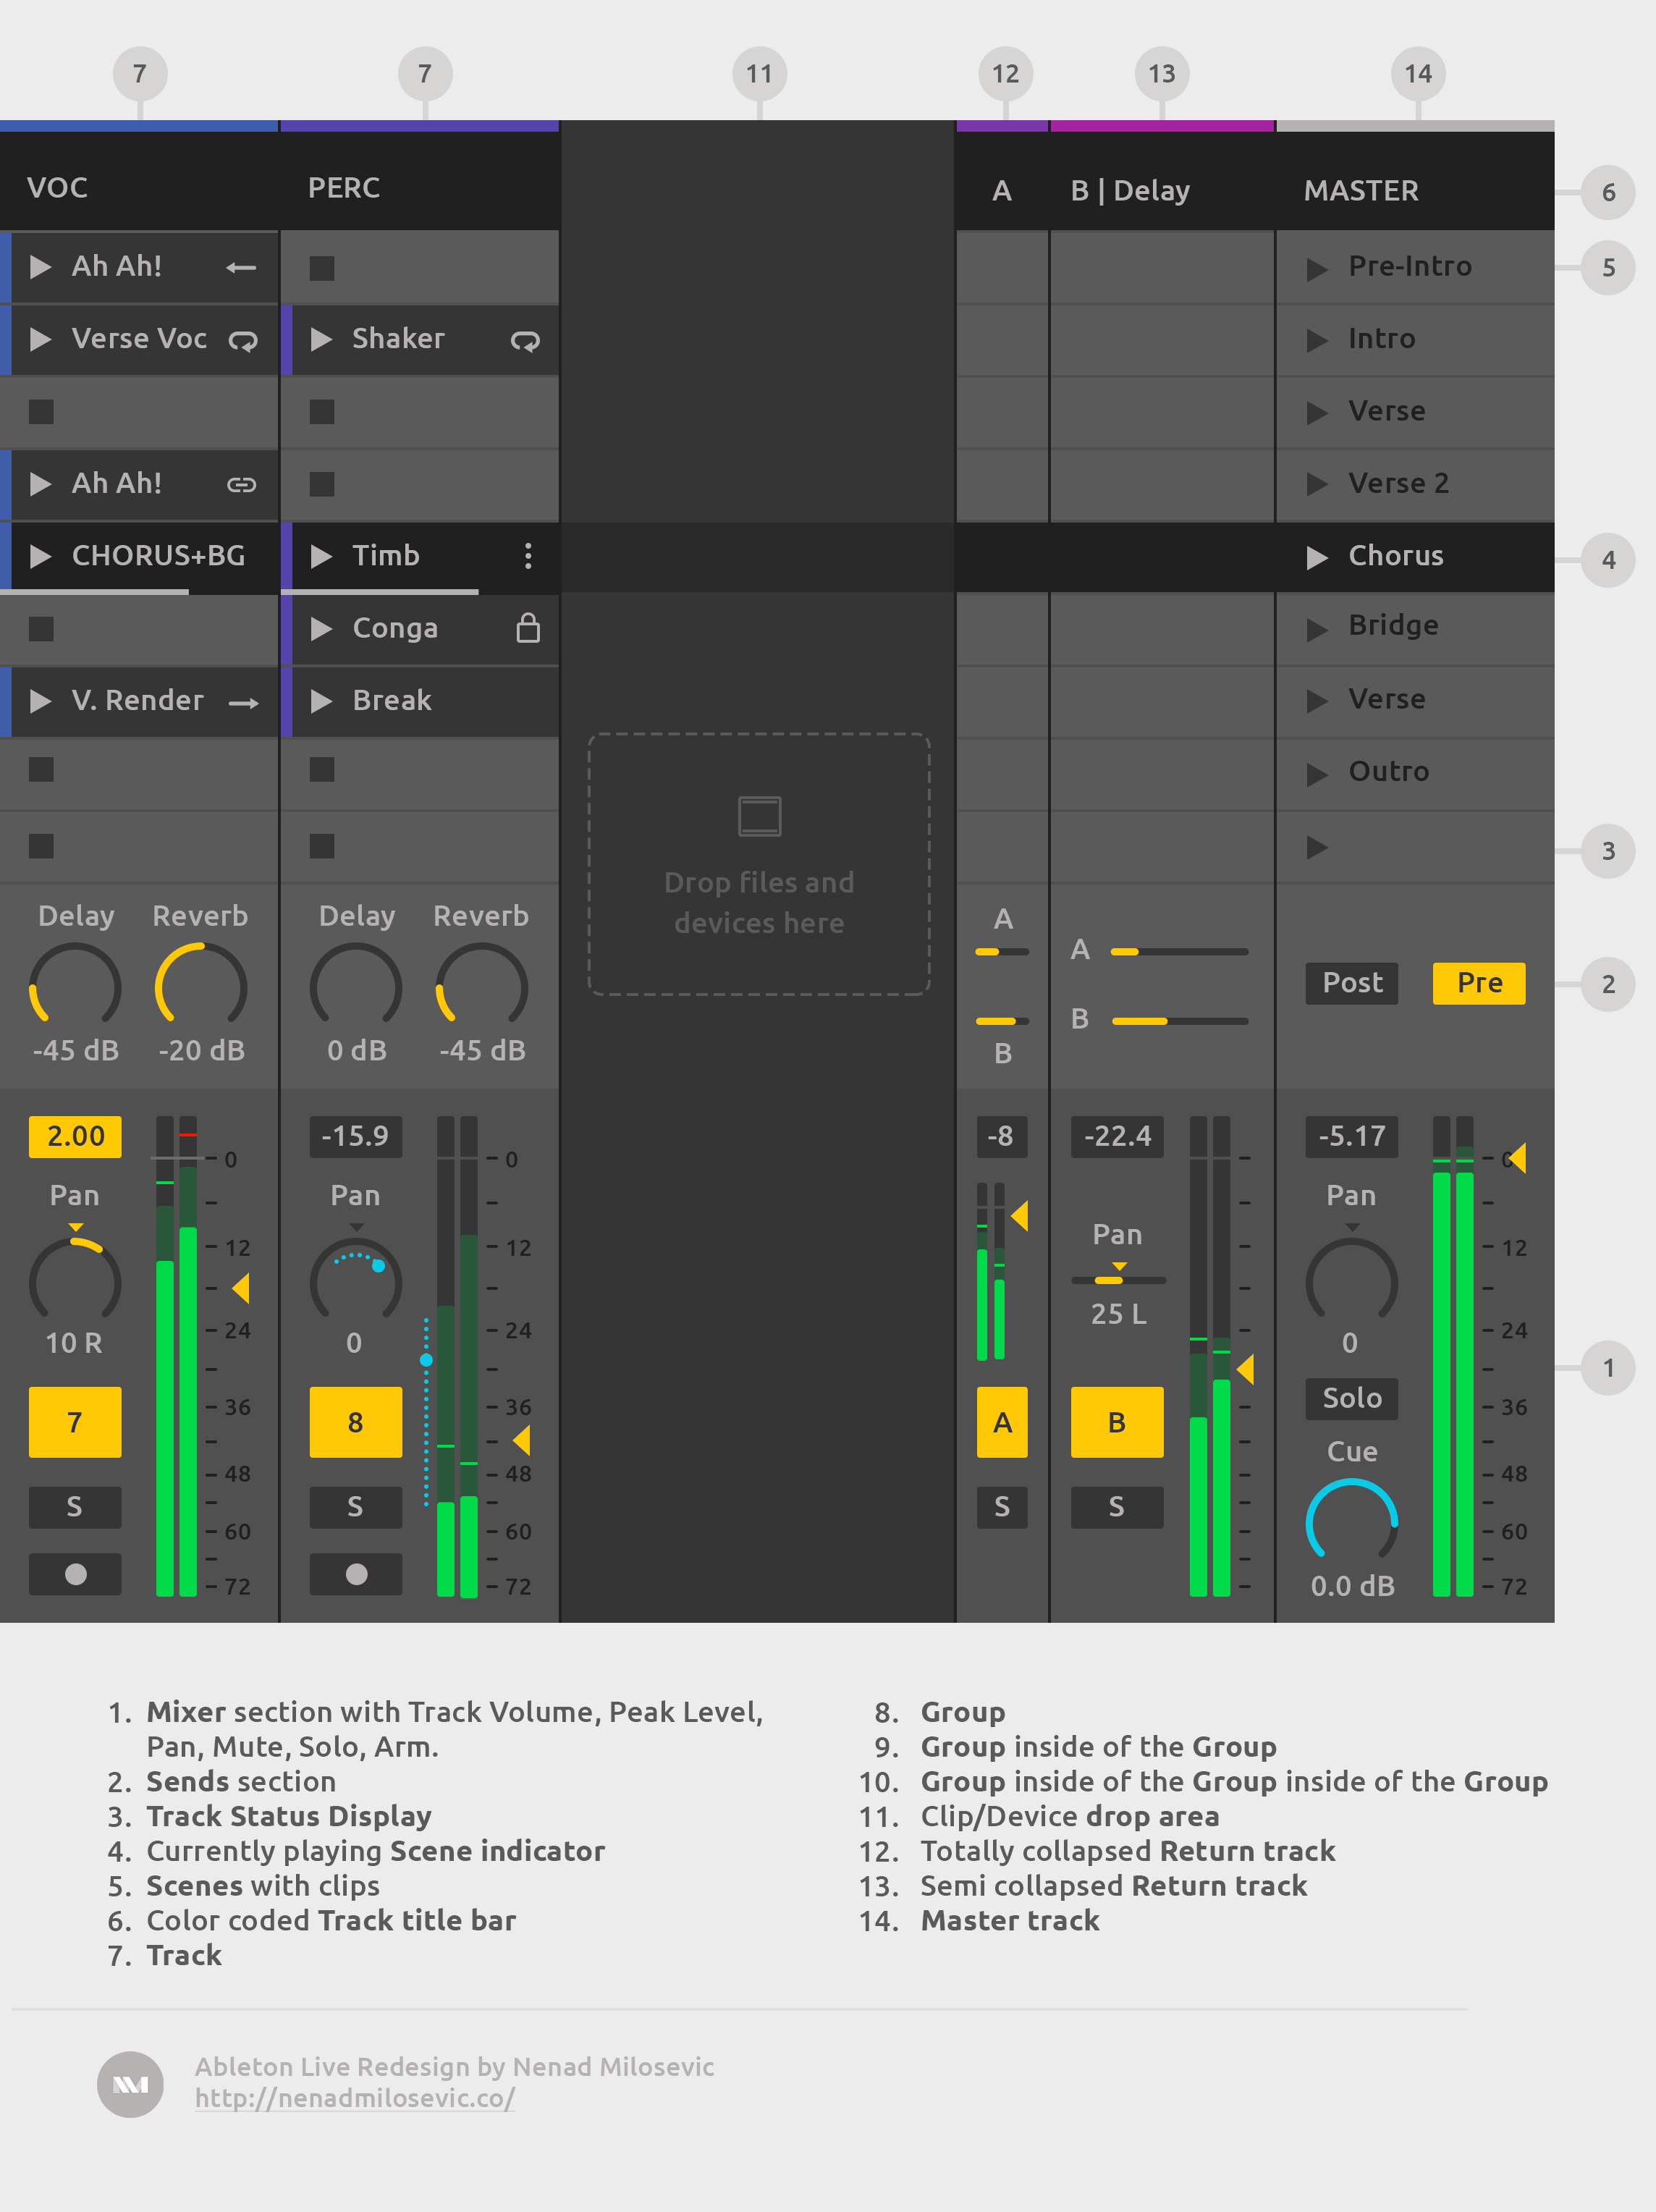 7 7 11 12 13 14
VOC PERC A B | Delay MASTER 6
Ah Ah! Pre-Intro 5
Verse Voc Shaker Intro
Verse
Ah Ah! Verse 2
CHORUS+BG Timb Chorus 4
Conga Bridge
V. Render Break Verse
Outro
3
Drop files and
devices here
Delay Reverb Delay Reverb A
A
Post Pre 2
B
-45 dB -20 dB 0 dB -45 dB B
2.00 -15.9 -8 -22.4 -5.17
0 0 0
Pan Pan Pan
Pan
12 12 12
25 L
24 24 24
10 R 0 0
1
Solo
36 36 36
7 8 A B
Cue
48 48 48
S S S S
60 60 60
72 72 0.0 dB 72
1. Mixer section with Track Volume, Peak Level,
Pan, Mute, Solo, Arm.
2. Sends section
3. Track Status Display
4. Currently playing Scene indicator
5. Scenes with clips
6. Color coded Track title bar
7. Track
8. Group
9. Group inside of the Group
10. Group inside of the Group inside of the Group
11. Clip/Device drop area
12. Totally collapsed Return track
13. Semi collapsed Return track
14. Master track
Ableton Live Redesign by Nenad Milosevic
http://nenadmilosevic.co/